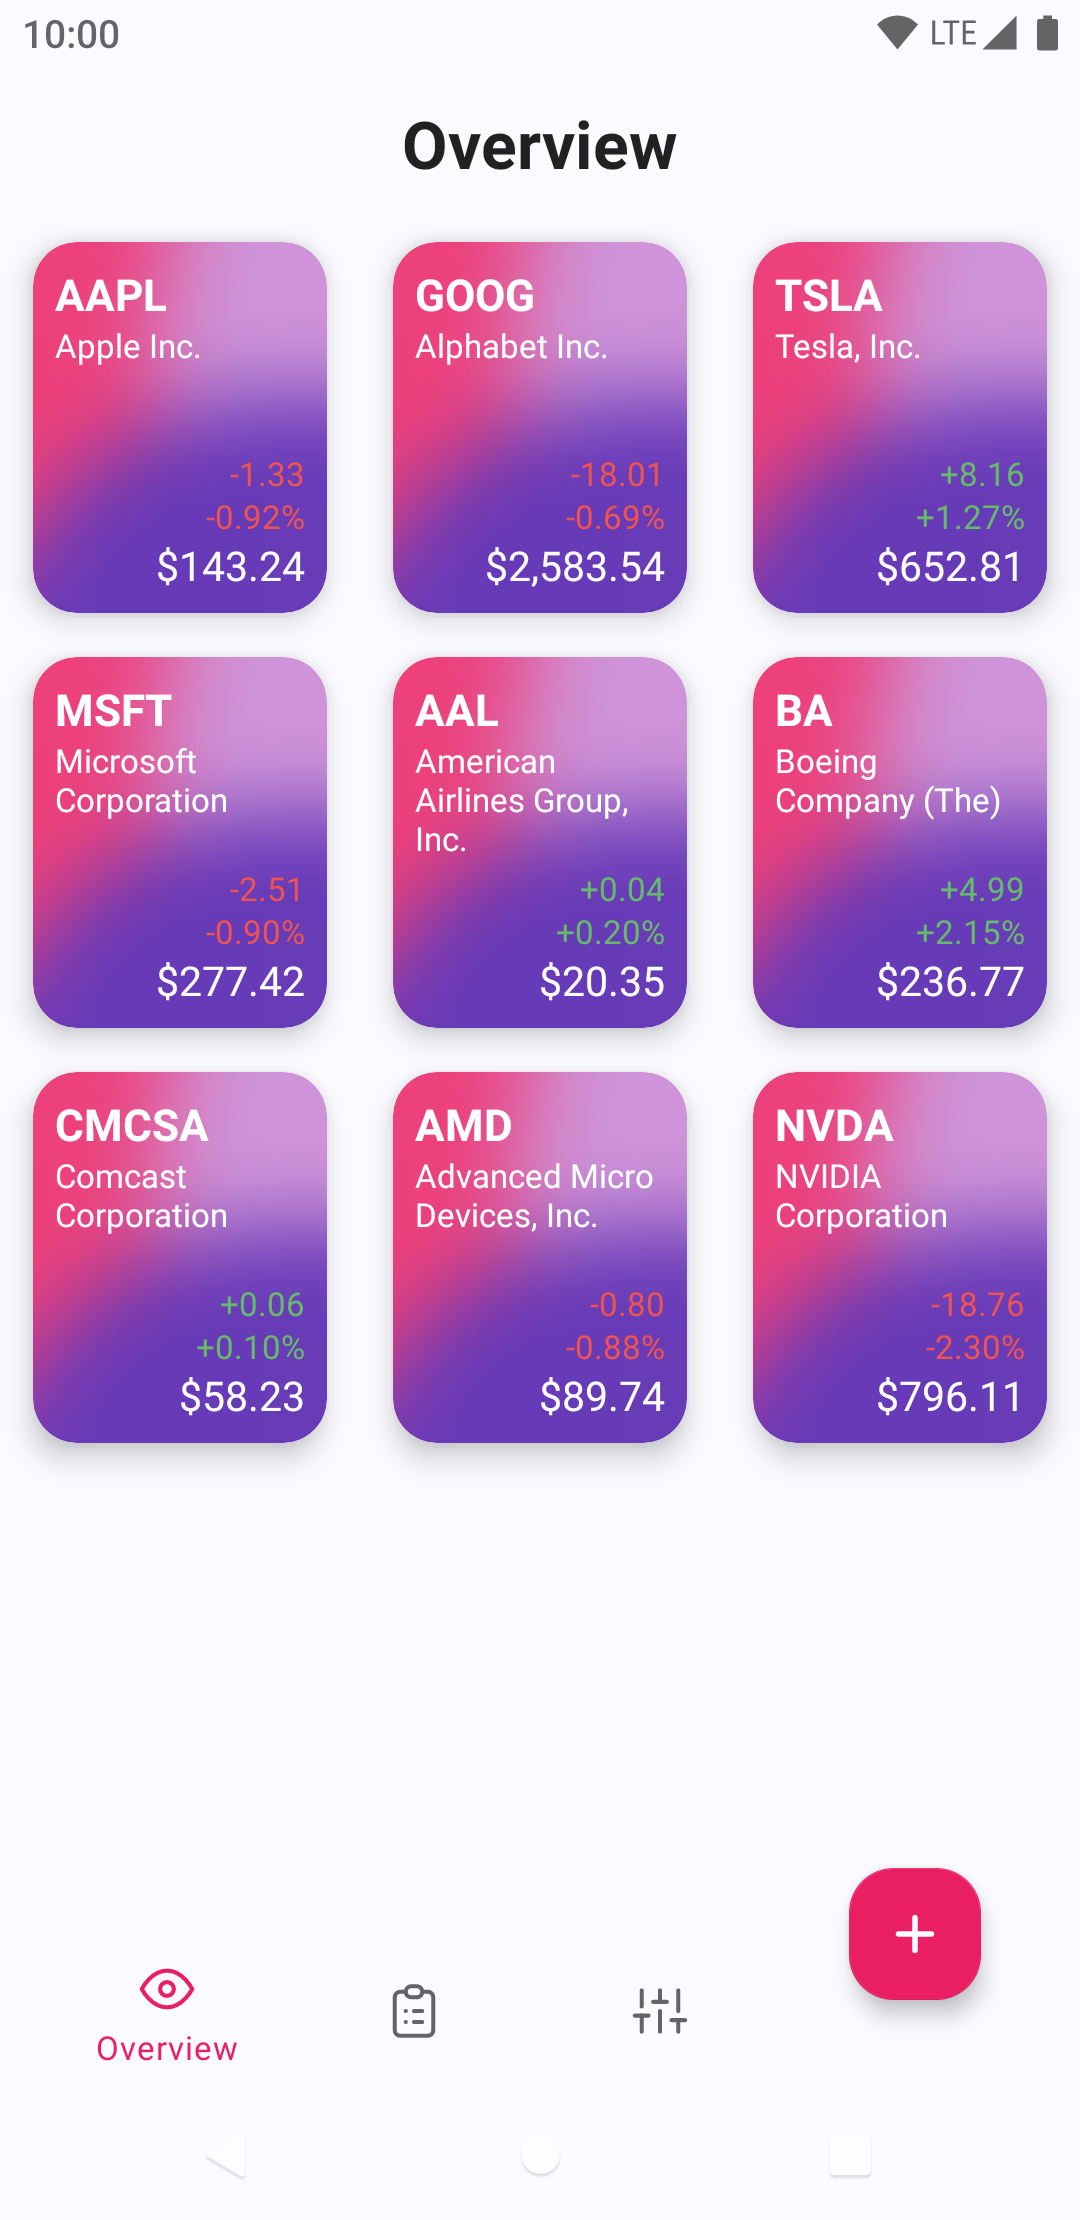 10:00
LTE
Overview
AAPL
Apple Inc.
-1.33
-0.92%
$143.24
GOOG
Alphabet Inc.
-18.01
-0.69%
$2,583.54
TSLA
Tesla, Inc.
+8.16
+1.27%
$652.81
MSFT
Microsoft
Corporation
-2.51
-0.90%
$277.42
AAL
American
Airlines Group,
Inc.
+0.04
+0.20%
$20.35
BA
Boeing
Company (The)
+4.99
+2.15%
$236.77
CMCSA
Comcast
Corporation
+0.06
+0.10%
$58.23
AMD
Advanced Micro
Devices, Inc.
-0.80
-0.88%
$89.74
NVDA
NVIDIA
Corporation
-18.76
-2.30%
$796.11
Overview